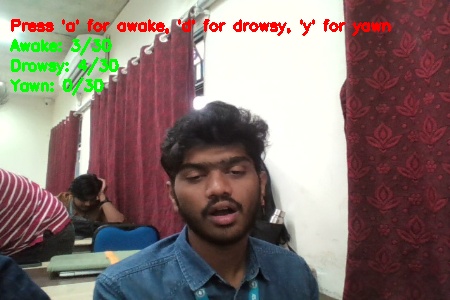 Press 'a' for awake, 'd' for drowsy, 'y' for yawn
Awake: 3/30
Drowsy: 4/30
Yawn: 0/30